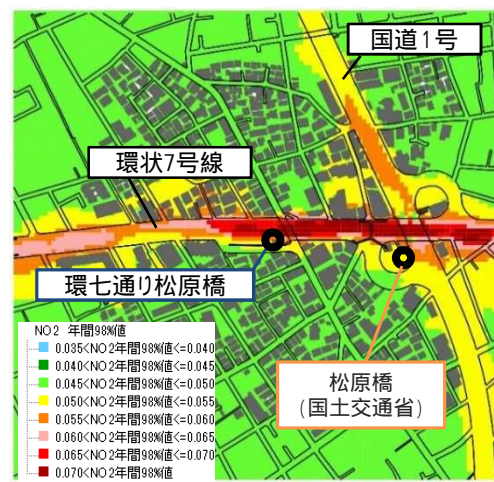 国道1号
環状7号線
環七通り松原橋
松原橋
(国土交通省)
NO2 年間98%値
0.035<NO2年間98%値<=0.040
0.040<NO2年間98%値<=0.045
0.045<NO2年間98%値<=0.050
0.050<NO2年間98%値<=0.055
0.055<NO2年間98%値<=0.060
0.060<NO2年間98%値<=0.065
0.065<NO2年間98%値<=0.070
0.070<NO2年間98%値